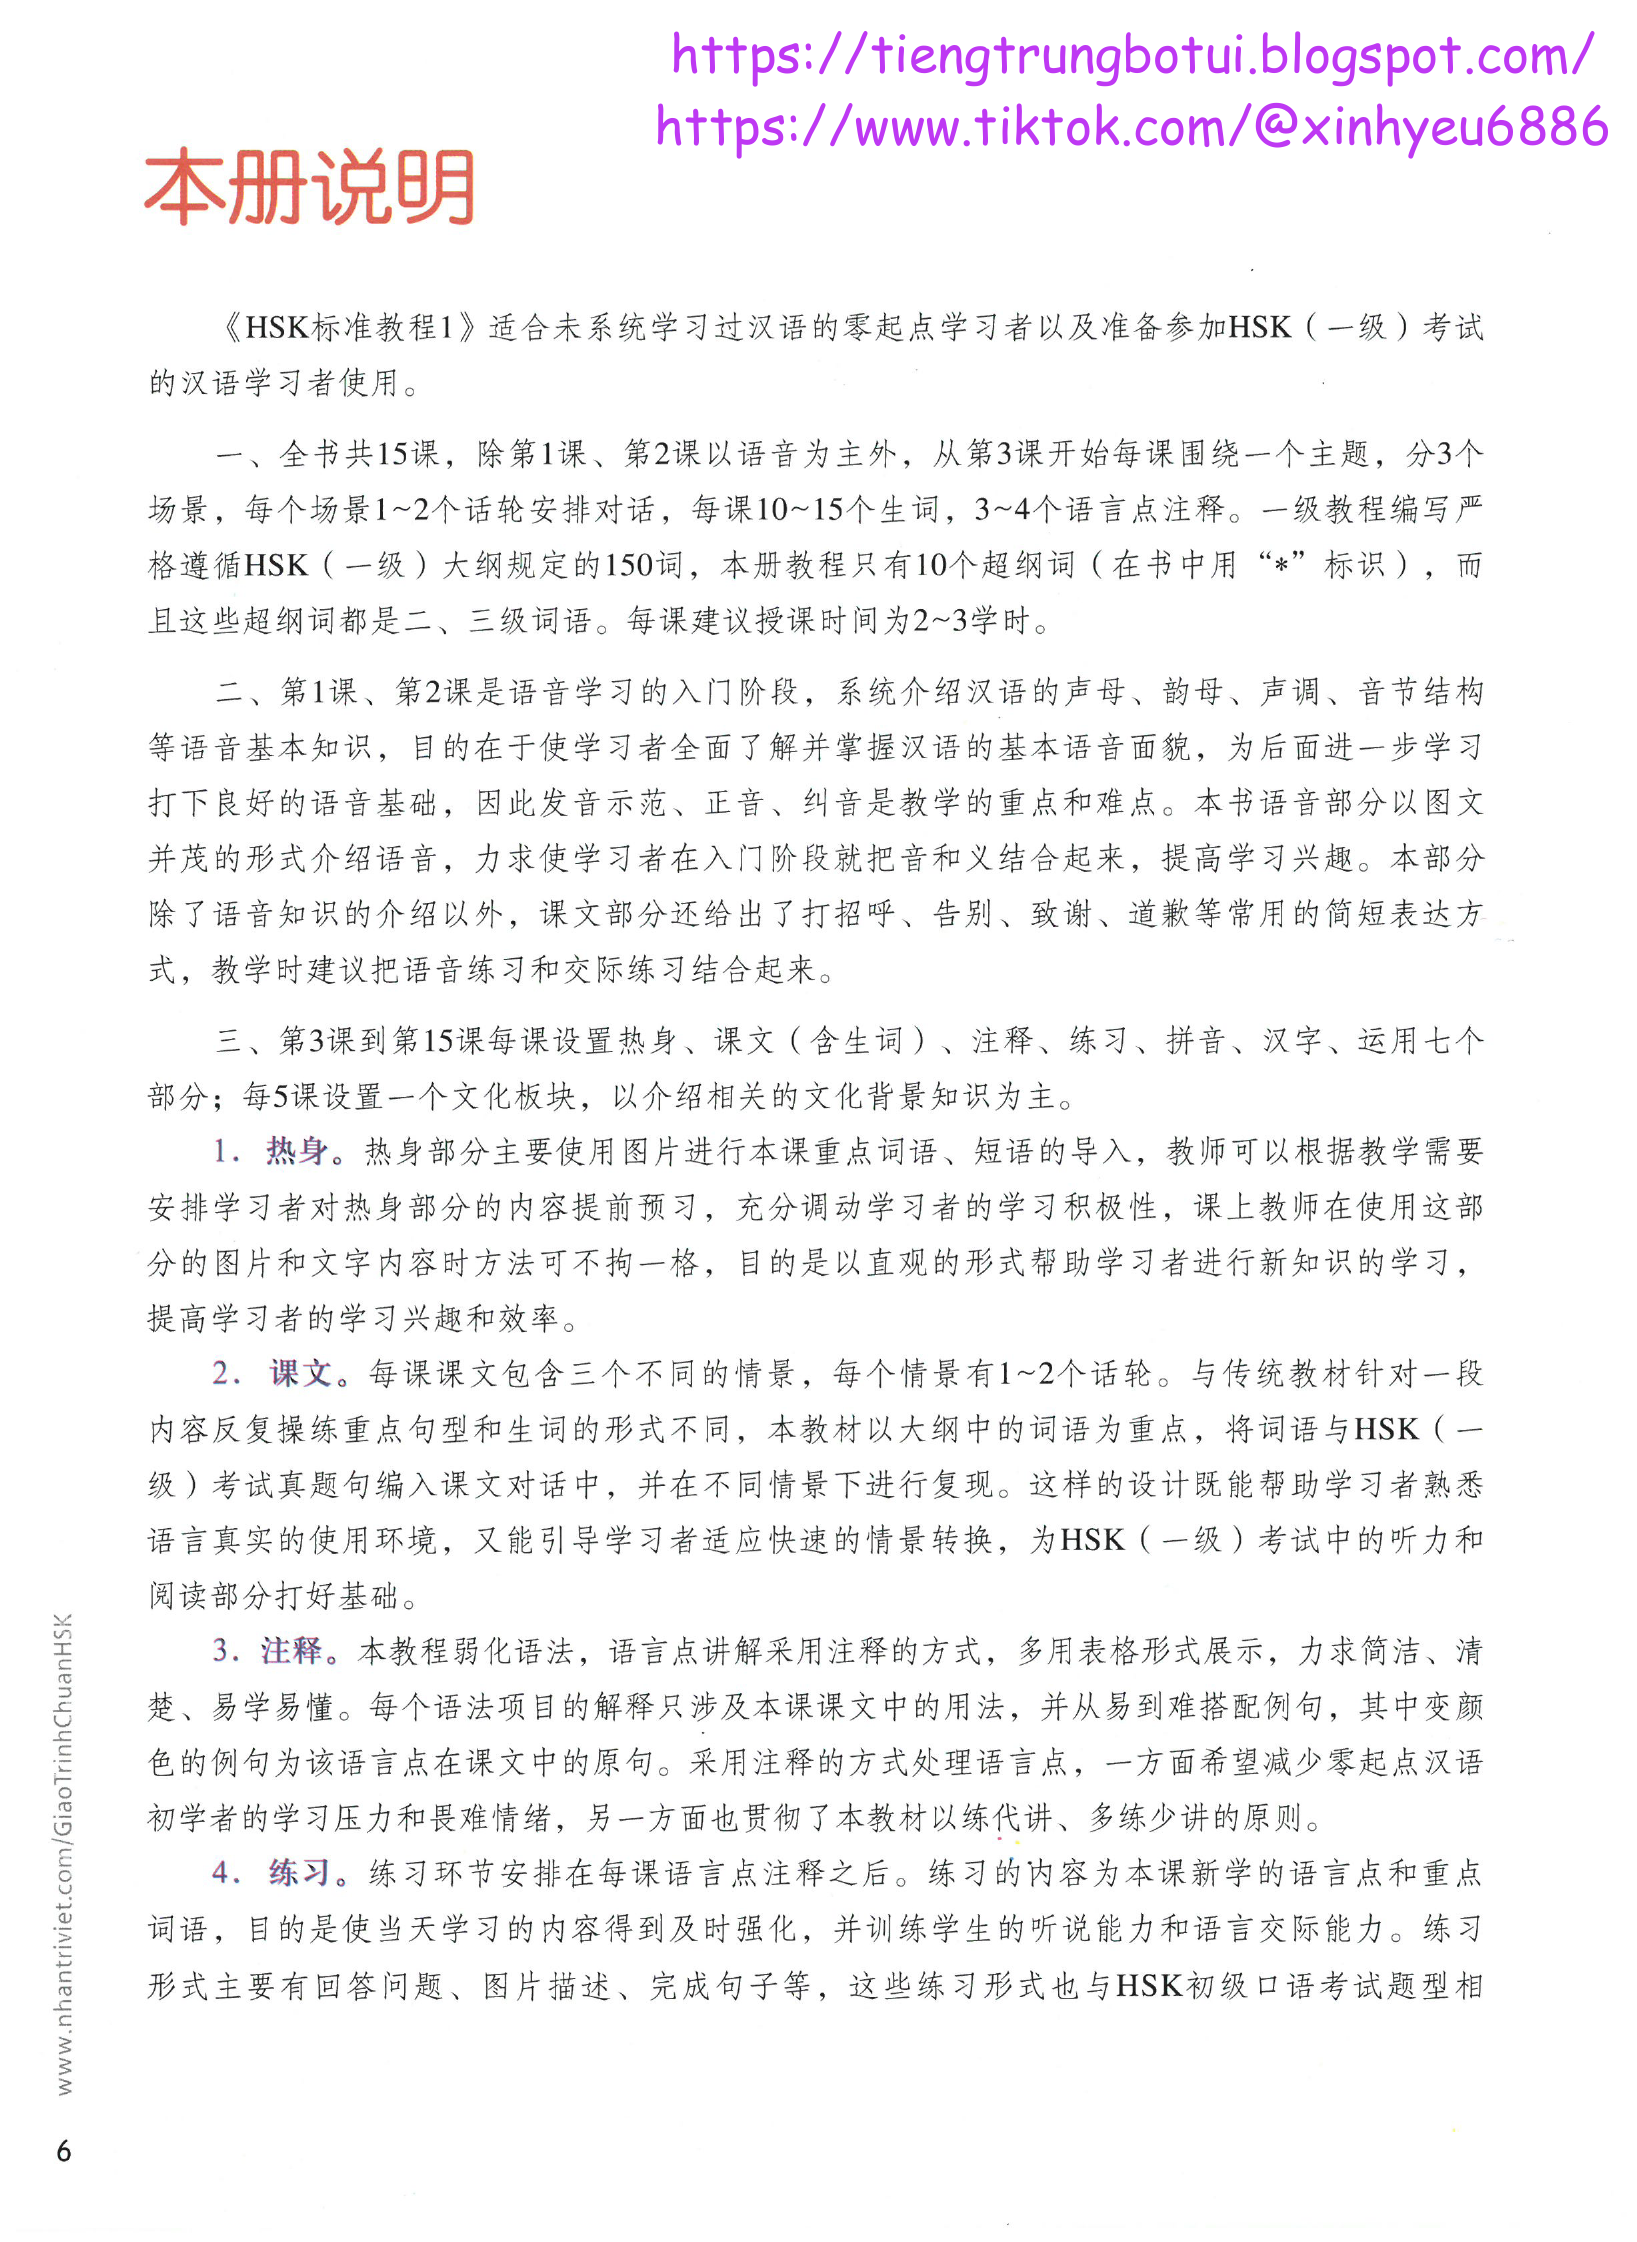 https://tiengtrungbotui.blogspot.com/
https://www.tiktok.com/@xinhyeu6886
本册说明
《HSK标准教程1》适合未系统学习过汉语的零起点学习者以及准备参加HSK（一级）考试
的汉语学习者使用。
一、全书共15课，除第1课、第2课以语音为主外，从第3课开始每课围绕一个主题，分3个
场景，每个场景1~2个话轮安排对话，每课10~15个生词，3~4个语言点注释。一级教程编写严
格遵循HSK（一级）大纲规定的150词，本册教程只有10个超纲词（在书中用“*”标识），而
且这些超纲词都是二、三级词语。每课建议授课时间为2~3学时。
二、第1课、第2课是语音学习的入门阶段，系统介绍汉语的声母、韵母、声调、音节结构
等语音基本知识，目的在于使学习者全面了解并掌握汉语的基本语音面貌，为后面进一步学习
打下良好的语音基础，因此发音示范、正音、纠音是教学的重点和难点。本书语音部分以图文
并茂的形式介绍语音，力求使学习者在入门阶段就把音和义结合起来，提高学习兴趣。本部分
除了语音知识的介绍以外，课文部分还给出了打招呼、告别、致谢、道歉等常用的简短表达方
式，教学时建议把语音练习和交际练习结合起来。
三、第3课到第15课每课设置热身、课文（含生词）、注释、练习、拼音、汉字、运用七个
部分；每5课设置一个文化板块，以介绍相关的文化背景知识为主。
1. 热身。热身部分主要使用图片进行本课重点词语、短语的导入，教师可以根据教学需要
安排学习者对热身部分的内容提前预习，充分调动学习者的学习积极性，课上教师在使用这部
分的图片和文字内容时方法可不拘一格，目的是以直观的形式帮助学习者进行新知识的学习，
提高学习者的学习兴趣和效率。
2. 课文。每课课文包含三个不同的情景，每个情景有1~2个话轮。与传统教材针对一段
内容反复操练重点句型和生词的形式不同，本教材以大纲中的词语为重点，将词语与HSK（一
级）考试真题句编入课文对话中，并在不同情景下进行复现。这样的设计既能帮助学习者熟悉
语言真实的使用环境，又能引导学习者适应快速的情景转换，为HSK（一级）考试中的听力和
阅读部分打好基础。
3. 注释。本教程弱化语法，语言点讲解采用注释的方式，多用表格形式展示，力求简洁、清
楚、易学易懂。每个语法项目的解释只涉及本课课文中的用法，并从易到难搭配例句，其中变颜
色的例句为该语言点在课文中的原句。采用注释的方式处理语言点，一方面希望减少零起点汉语
初学者的学习压力和畏难情绪，另一方面也贯彻了本教材以练代讲、多练少讲的原则。
4. 练习。练习环节安排在每课语言点注释之后。练习的内容为本课新学的语言点和重点
词语，目的是使当天学习的内容得到及时强化，并训练学生的听说能力和语言交际能力。练习
形式主要有回答问题、图片描述、完成句子等，这些练习形式也与HSK初级口语考试题型相
www.nhantriviet.com/GiaoTrinhChuanHSK
6